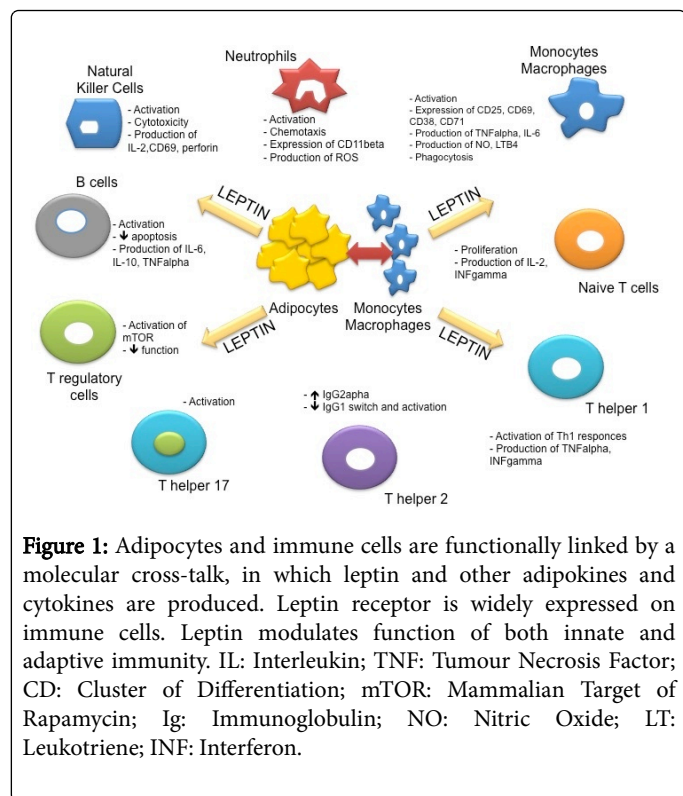 Neutrophils
Natural
Killer Cells
- Activation
- Cytotoxicity
- Production of
IL-2,CD69, perforin
- Activation
- Chemotaxis
- Expression of CD11beta
- Production of ROS
Monocytes
Macrophages
- Activation
- Expression of CD25, CD69,
CD38, CD71
- Production of TNFalpha, IL-6
- Production of NO, LTB4
- Phagocytosis
B cells
- Activation
- ↓ apoptosis
- Production of IL-6,
IL-10, TNFalpha
LEPTIN
LEPTIN
- Proliferation
- Production of IL-2,
INFgamma
Naive T cells
Adipocytes
Monocytes
Macrophages
LEPTIN
LEPTIN
- Activation of
mTOR
- ↓ function
T regulatory
cells
- Activation
T helper 17
- ↑ IgG2apha
- ↓ IgG1 switch and activation
T helper 2
T helper 1
- Activation of Th1 responces
- Production of TNFalpha,
INFgamma
Figure 1: Adipocytes and immune cells are functionally linked by a
molecular cross-talk, in which leptin and other adipokines and
cytokines are produced. Leptin receptor is widely expressed on
immune cells. Leptin modulates function of both innate and
adaptive immunity. IL: Interleukin; TNF: Tumour Necrosis Factor;
CD: Cluster of Differentiation; mTOR: Mammalian Target of
Rapamycin; Ig: Immunoglobulin; NO: Nitric Oxide; LT:
Leukotriene; INF: Interferon.